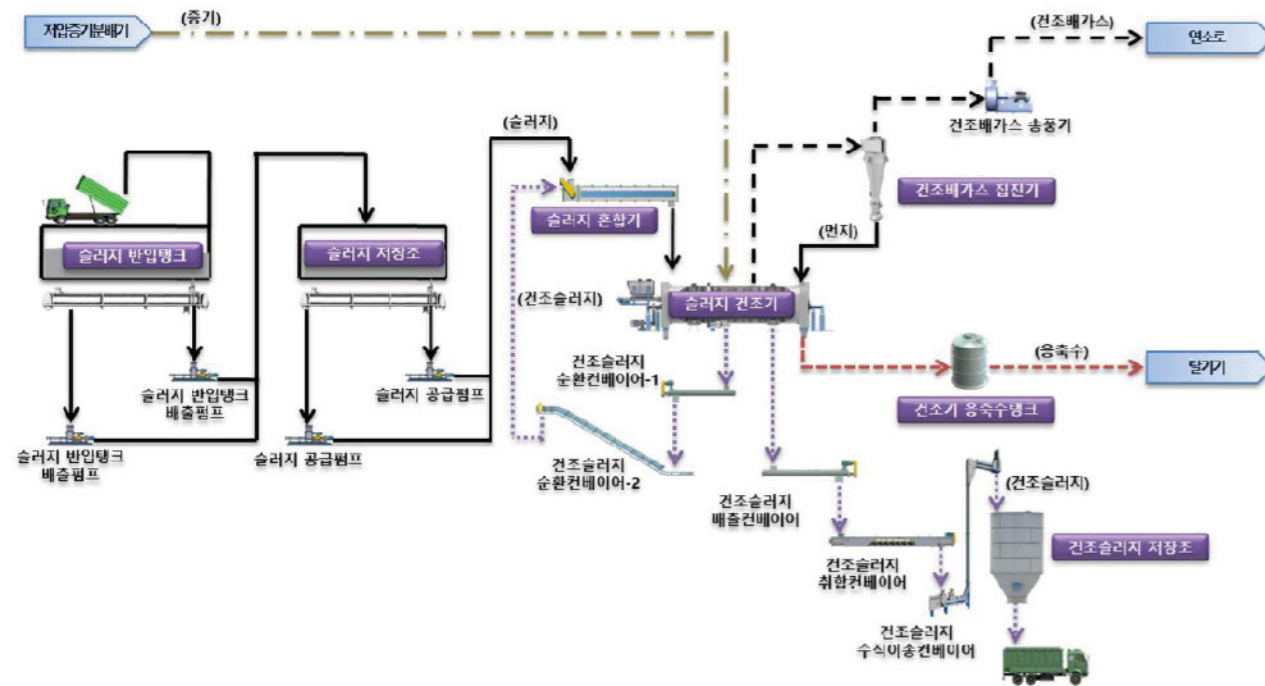 저압증기분배기
(증기)
(건조배가스)
연소로
건조배가스 송풍기
(슬러지)
건조배가스 집진기
슬러지 혼합기
(먼지)
슬러지 반입탱크
슬러지 저장조
(건조슬러지)
슬러지 건조기
건조슬러지
순환컨베이어-1
(응축수)
탈기기
건조기 응축수탱크
슬러지 반입탱크
배출펌프
슬러지 공급펌프
슬러지 반입탱크
배출펌프
슬러지 공급펌프
건조슬러지
순환컨베이어-2
건조슬러지
배출컨베이어
(건조슬러지)
건조슬러지 저장조
건조슬러지
취합컨베이어
건조슬러지
수직이송컨베이어